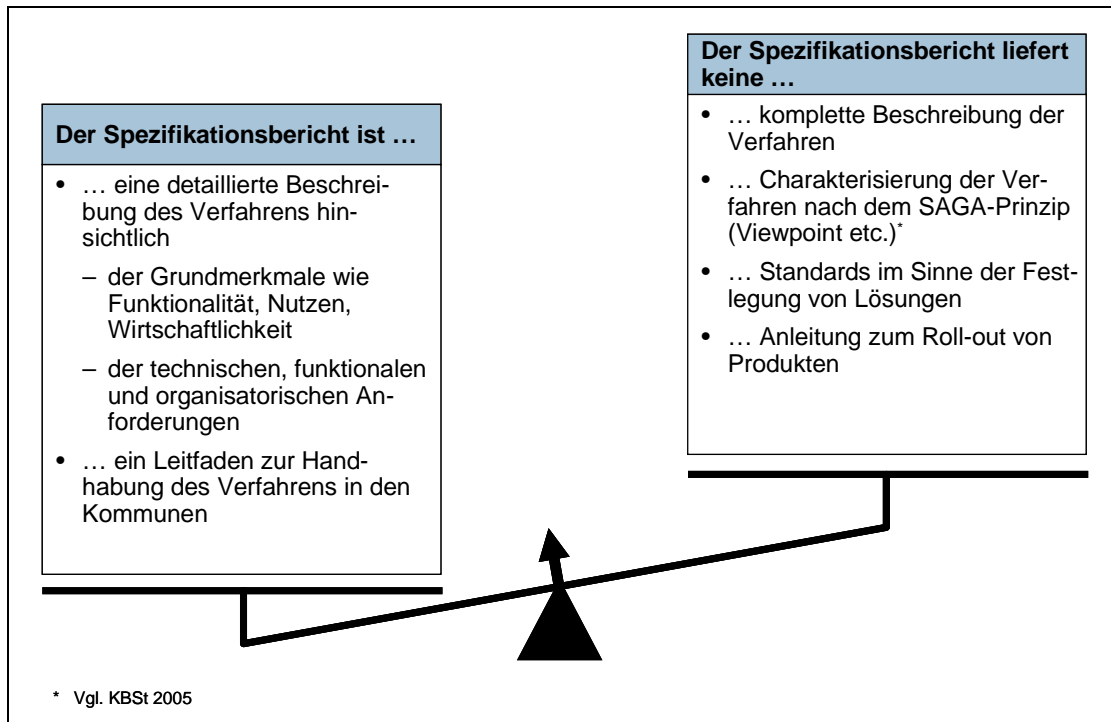 Der Spezifikationsbericht ist …
• … eine detaillierte Beschrei-
bung des Verfahrens hin-
sichtlich
– der Grundmerkmale wie
Funktionalität, Nutzen,
Wirtschaftlichkeit
– der technischen, funktionalen
und organisatorischen An-
forderungen
• … ein Leitfaden zur Hand-
habung des Verfahrens in den
Kommunen
Der Spezifikationsbericht liefert
keine …
• … komplette Beschreibung der
Verfahren
• … Charakterisierung der Ver-
fahren nach dem SAGA-Prinzip
(Viewpoint etc.)*
• … Standards im Sinne der Fest-
legung von Lösungen
• … Anleitung zum Roll-out von
Produkten
* Vgl. KBSt 2005